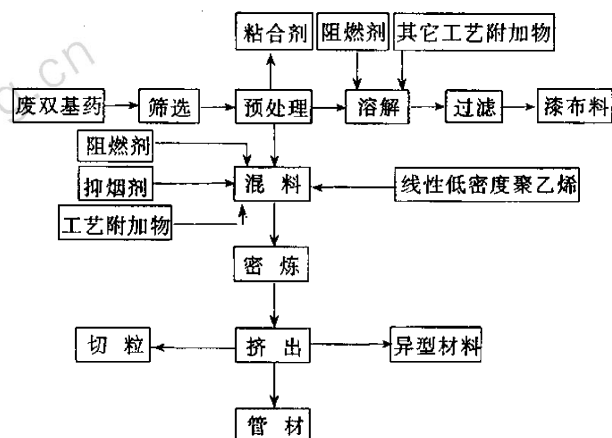 粘合剂 阻燃剂 其它工艺附加物
废双基药 筛选 预处理 溶解 过滤 漆布料
阻燃剂
抑烟剂 混料 线性低密度聚乙烯
工艺附加物
密炼
切粒 挤出 异型材料
管材